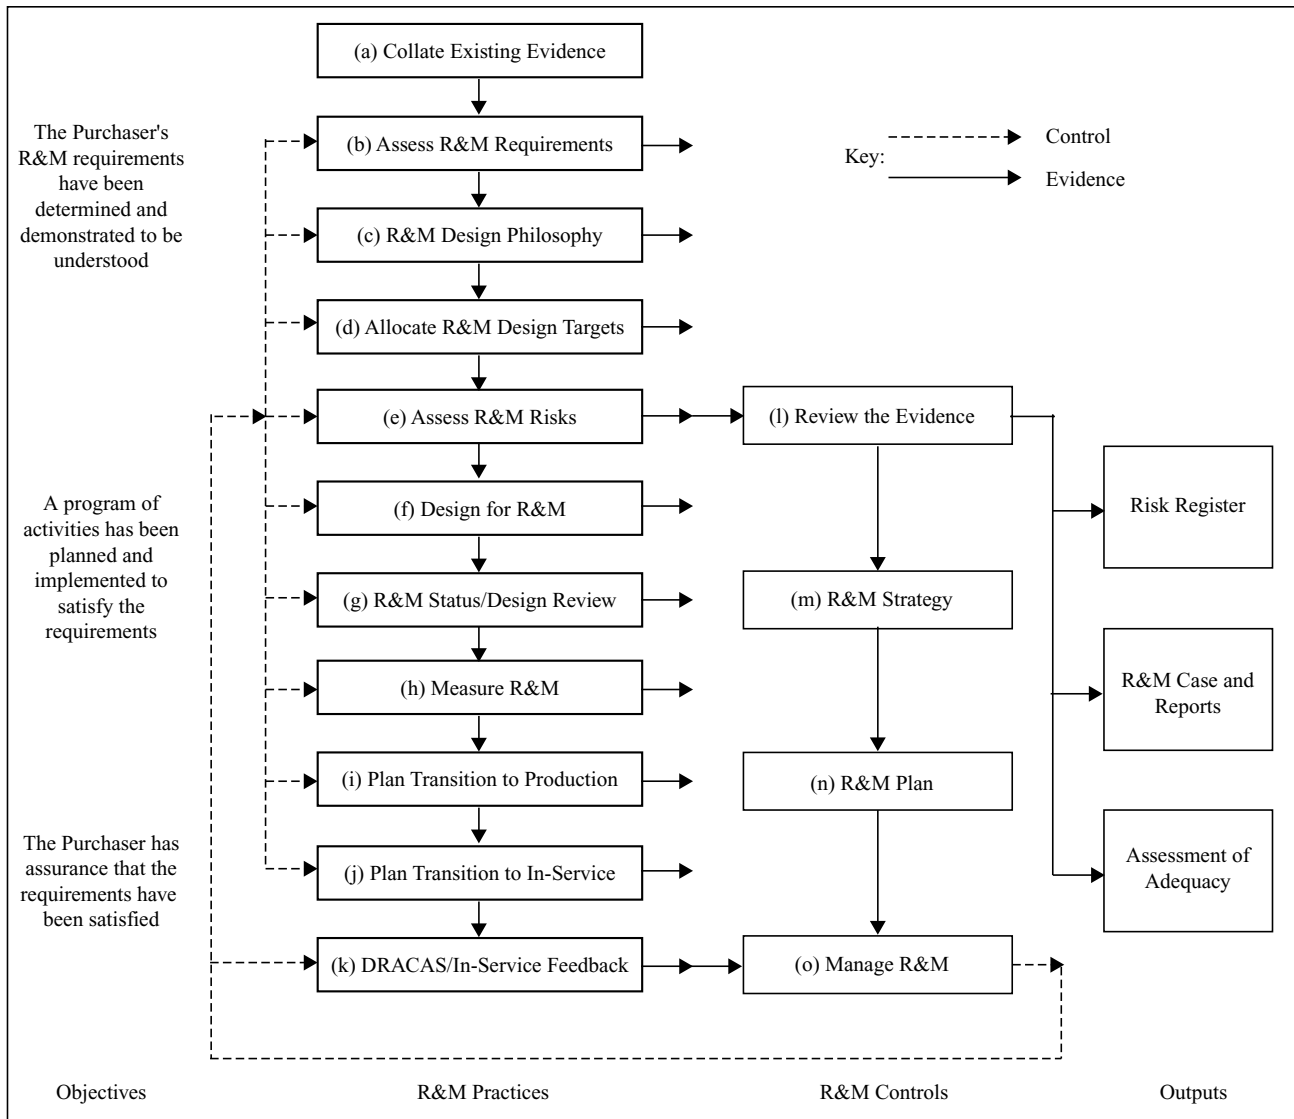 (a) Collate Existing Evidence
The Purchaser's
R&M requirements
have been
determined and
demonstrated to be
understood
(b) Assess R&M Requirements
Key:
Control
Evidence
(c) R&M Design Philosophy
(d) Allocate R&M Design Targets
(e) Assess R&M Risks
(l) Review the Evidence
Risk Register
A program of
activities has been
planned and
implemented to
satisfy the
requirements
(f) Design for R&M
(g) R&M Status/Design Review
(m) R&M Strategy
(h) Measure R&M
R&M Case and
Reports
(i) Plan Transition to Production
(n) R&M Plan
The Purchaser has
assurance that the
requirements have
been satisfied
(j) Plan Transition to In-Service
Assessment of
Adequacy
(k) DRACAS/In-Service Feedback
(o) Manage R&M
Objectives
R&M Practices
R&M Controls
Outputs